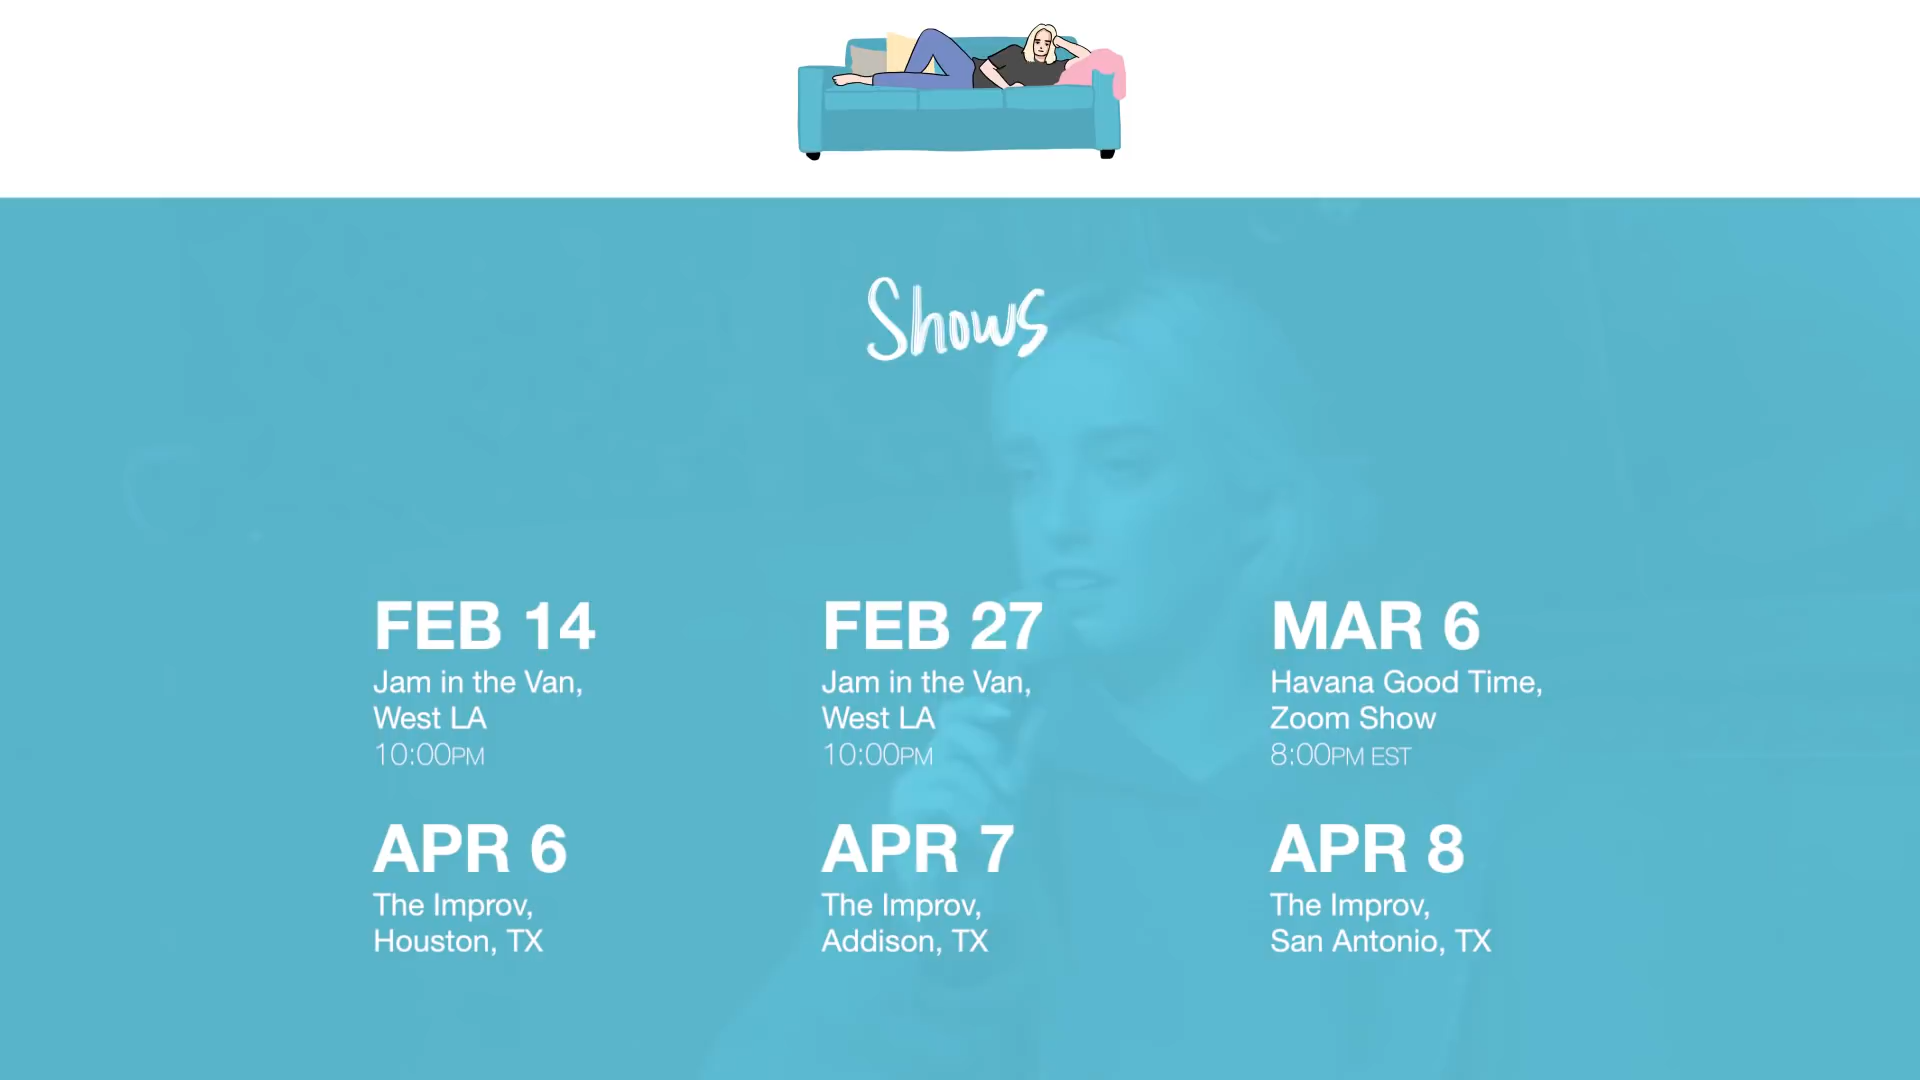 Shows
FEB 14
Jam in the Van,
West LA
10:00PM
FEB 27
Jam in the Van,
West LA
10:00PM
MAR 6
Havana Good Time,
Zoom Show
8:00PM EST
APR 6
The Improv,
Houston, TX
APR 7
The Improv,
Addison, TX
APR 8
The Improv,
San Antonio, TX